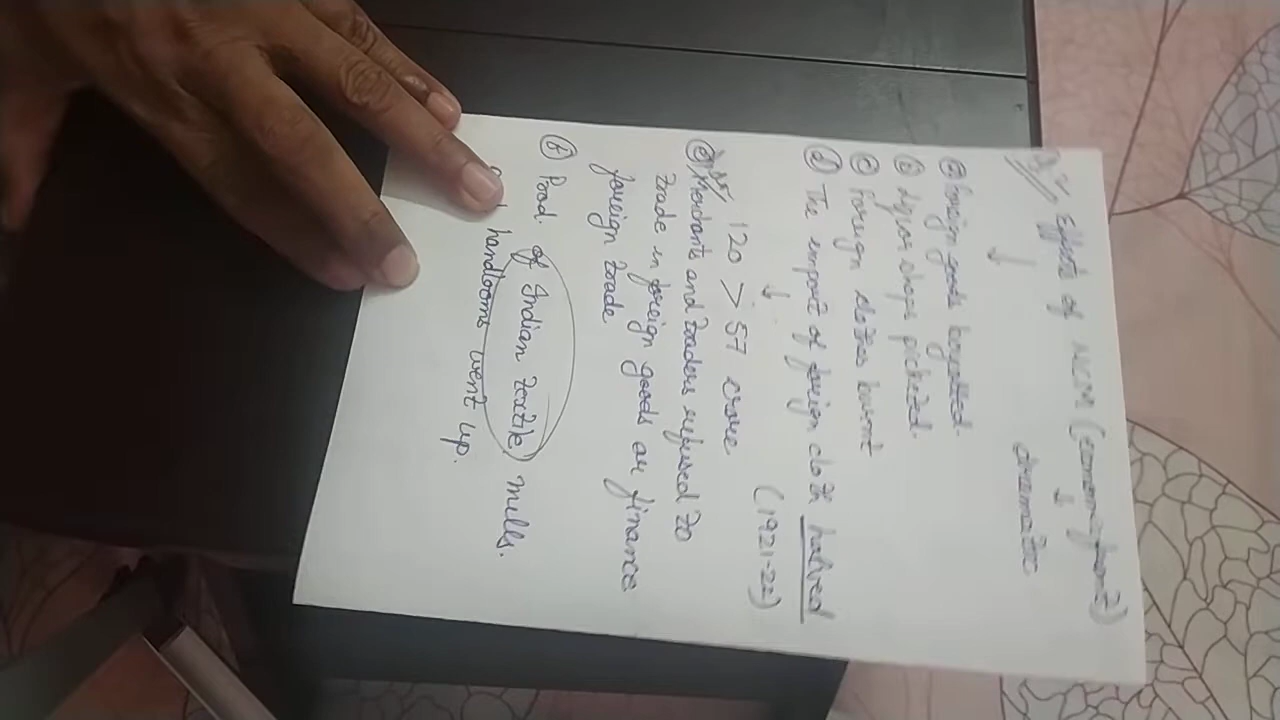 Effects of NCM (economic front)
↓ ↓
dramatic
ⓐ Foreign goods boycotted.
ⓑ Liquor shops picketed.
ⓒ Foreign clothes burnt
ⓓ The import of foreign cloth halved
↓ (1921-22)
120 > 57 crore
ⓔ Merchants and traders refused to
trade in foreign goods or finance
foreign trade
ⓕ Prod. of Indian textile mills.
handlooms went up.